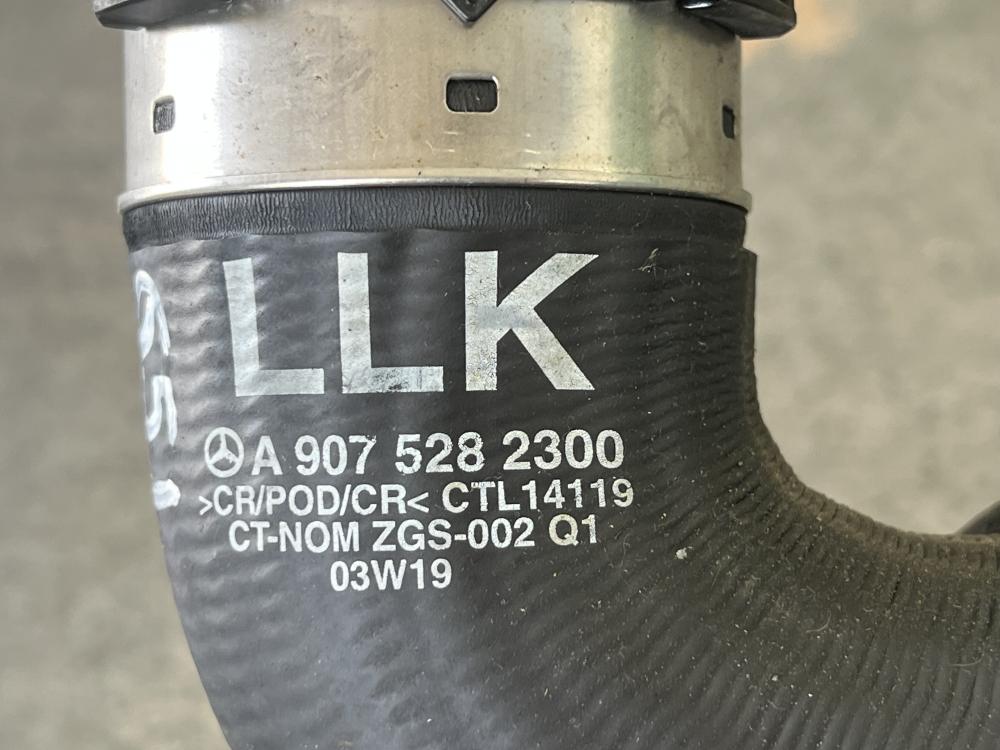 LLK
A 907 528 2300
>CR/POD/CR< CTL14119
CT-NOM ZGS-002 Q1
03W19